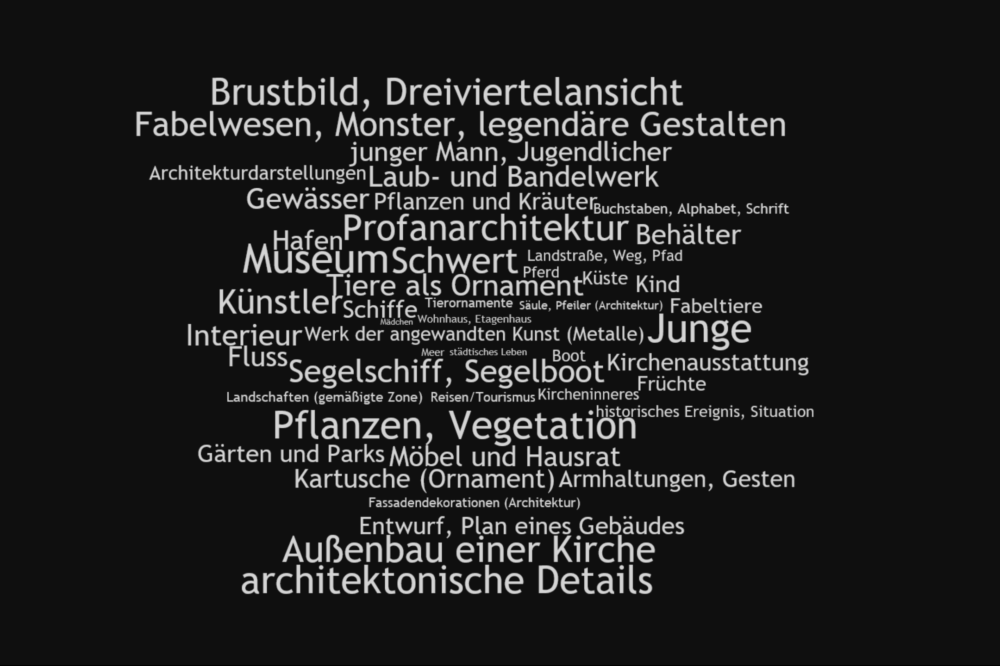 Brustbild, Dreiviertelansicht
Fabelwesen, Monster, legendäre Gestalten
junger Mann, Jugendlicher
Architekturdarstellungen
Laub- und Bandelwerk
Gewässer
Pflanzen und Kräuter
Buchstaben, Alphabet, Schrift
Profanarchitektur
Behälter
Hafen
Museum
Schwert
Landstraße, Weg, Pfad
Pferd
Tiere als Ornament
Küste
Kind
Künstler
Schiffe
Tierornamente
Säule, Pfeiler (Architektur)
Fabeltiere
Mädchen
Wohnhaus, Etagenhaus
Interieur
Werk der angewandten Kunst (Metalle)
Junge
Fluss
Meer
städtisches Leben
Boot
Kirchenausstattung
Segelschiff, Segelboot
Früchte
Landschaften (gemäßigte Zone)
Reisen/Tourismus
Kircheninneres
historisches Ereignis, Situation
Pflanzen, Vegetation
Gärten und Parks
Möbel und Hausrat
Kartusche (Ornament)
Armhaltungen, Gesten
Fassadendekorationen (Architektur)
Entwurf, Plan eines Gebäudes
Außenbau einer Kirche
architektonische Details